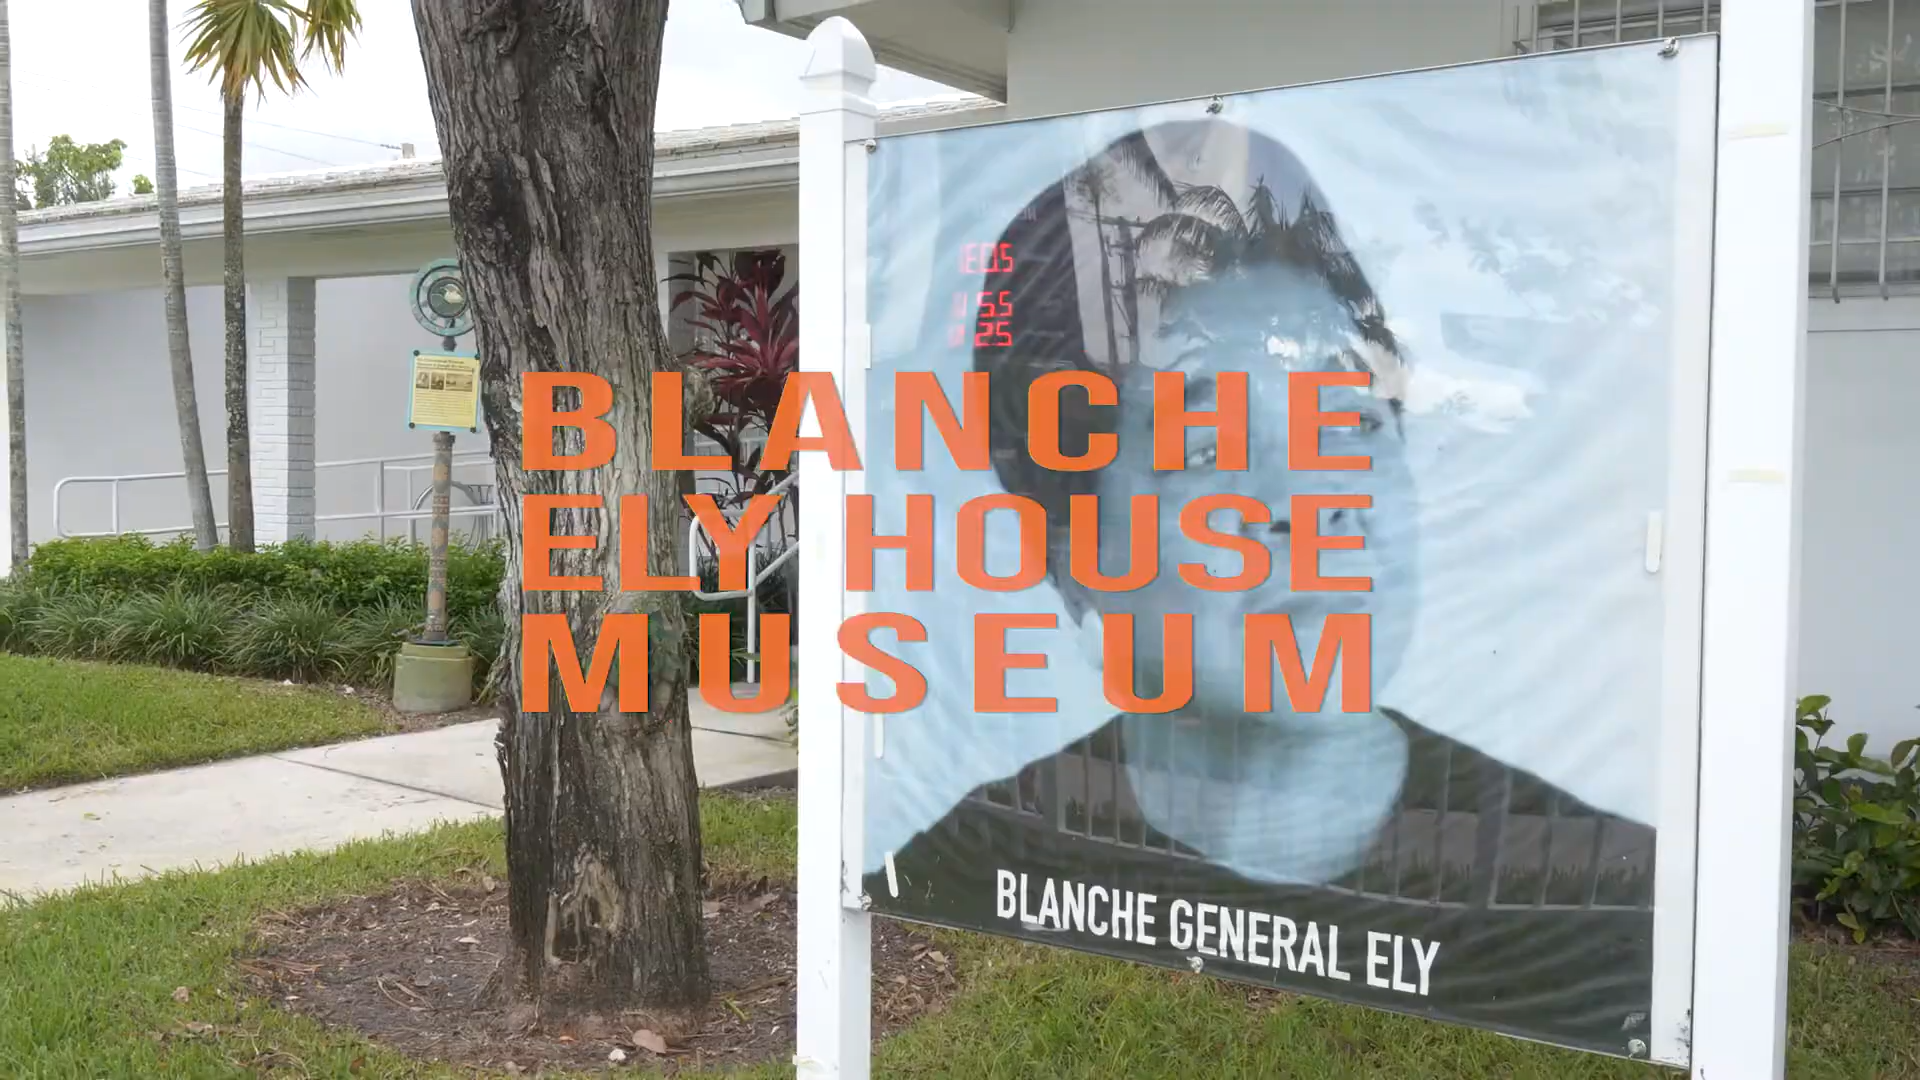 BLANCHE
ELY HOUSE
MUSEUM
BLANCHE GENERAL ELY